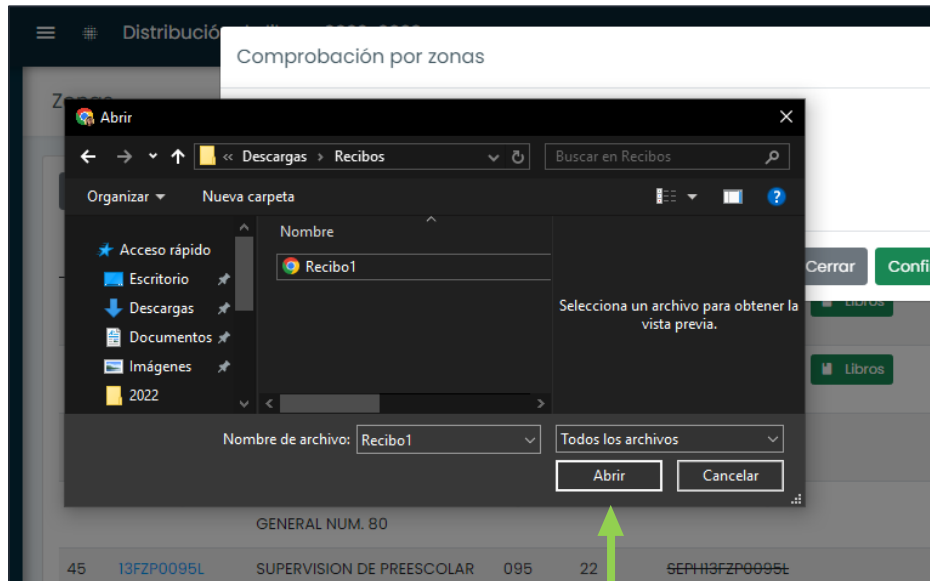 Distribució
Comprobación por zonas
Abrir
« Descargas › Recibos
Buscar en Recibos
Organizar
Nueva carpeta
Nombre
Acceso rápido
Recibo1
Escritorio
Descargas
Documentos
Imágenes
2022
Selecciona un archivo para obtener la
vista previa.
Cerrar
Confi
Libros
Libros
Nombre de archivo: Recibo1
Todos los archivos
Abrir
Cancelar
GENERAL NUM. 80
45 13FZP0095L SUPERVISION DE PREESCOLAR 095 22 SEPH13FZP0095L